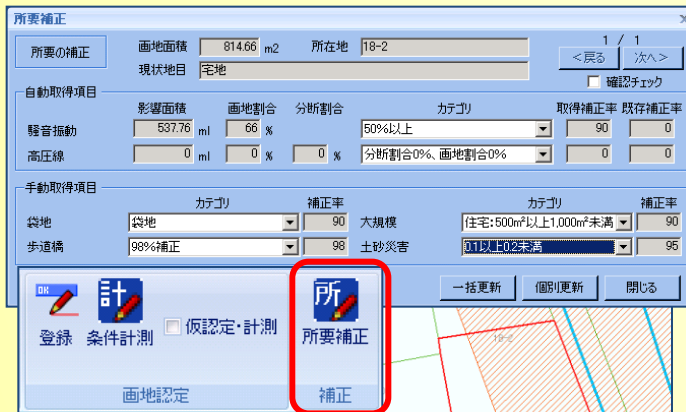 所要補正
所要の補正 画地面積 814.66 m2 所在地 18-2 1 / 1
現状地目 宅地 <戻る 次へ>
確認チェック
自動取得項目
影響面積 画地割合 分断割合 カテゴリ 取得補正率 既存補正率
騒音振動 537.76 ml 66 % 50%以上 90 0
高圧線 0 ml 0 % 0 % 分断割合0%、画地割合0% 0 0
手動取得項目
カテゴリ 補正率 カテゴリ 補正率
袋地 袋地 90 大規模 住宅:500m²以上1,000m²未満 90
歩道橋 98%補正 98 土砂災害 0.1以上0.2未満 95
一括更新 個別更新 閉じる
OK 計 所
登録 条件計測 仮認定・計測 所要補正
画地認定 補正
18-2